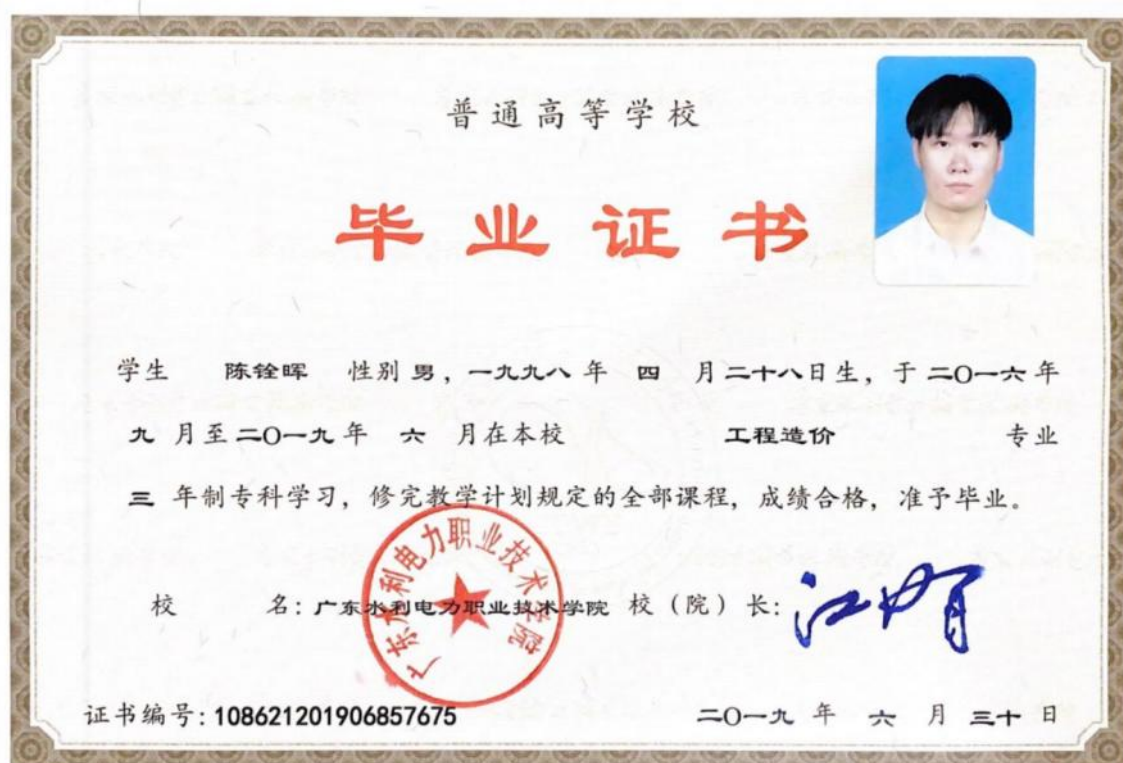 普通高等学校
毕业证书
学生 陈铨晖 性别 男，一九九八 年 四 月二十八日生，于 二〇一六 年
九 月至二〇一九 年 六 月在本校 工程造价 专业
三 年制专科学习，修完教学计划规定的全部课程，成绩合格，准予毕业。
广东水利电力职业技术学院
校 名：广东水利电力职业技术学院 校（院）长：
证书编号：108621201906857675 二〇一九 年 六 月 三十 日